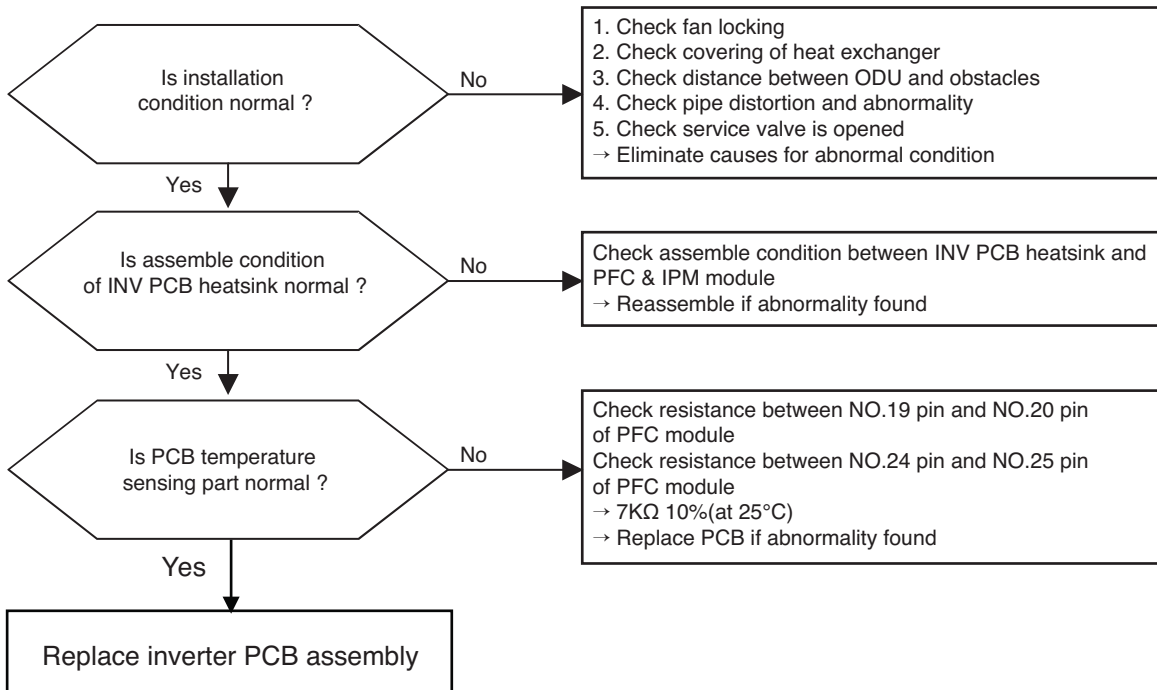 Is installation
condition normal ?
No
1. Check fan locking
2. Check covering of heat exchanger
3. Check distance between ODU and obstacles
4. Check pipe distortion and abnormality
5. Check service valve is opened
→ Eliminate causes for abnormal condition
Yes
Is assemble condition
of INV PCB heatsink normal ?
No
Check assemble condition between INV PCB heatsink and
PFC & IPM module
→ Reassemble if abnormality found
Yes
Is PCB temperature
sensing part normal ?
No
Check resistance between NO.19 pin and NO.20 pin
of PFC module
Check resistance between NO.24 pin and NO.25 pin
of PFC module
→ 7KΩ 10%(at 25°C)
→ Replace PCB if abnormality found
Yes
Replace inverter PCB assembly